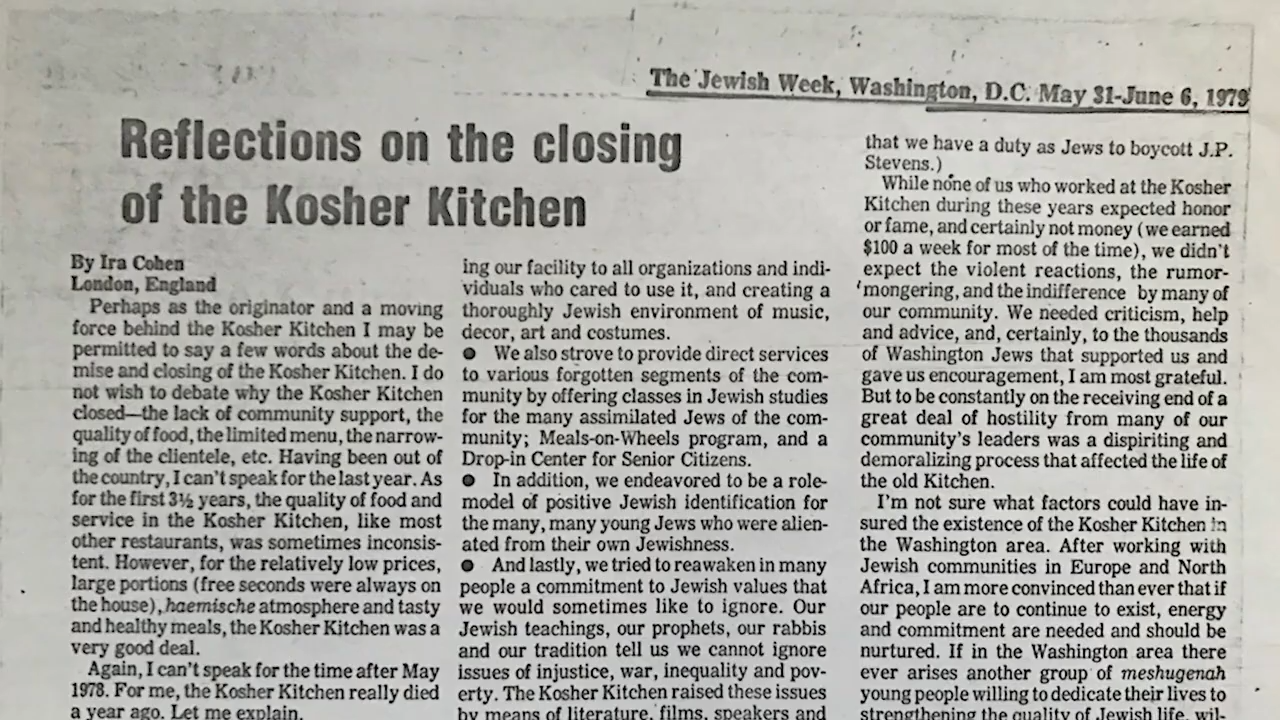 The Jewish Week, Washington, D.C. May 31-June 6, 1979
Reflections on the closing
of the Kosher Kitchen
By Ira Cohen
London, England
Perhaps as the originator and a moving
force behind the Kosher Kitchen I may be
permitted to say a few words about the de-
mise and closing of the Kosher Kitchen. I do
not wish to debate why the Kosher Kitchen
closed—the lack of community support, the
quality of food, the limited menu, the narrow-
ing of the clientele, etc. Having been out of
the country, I can't speak for the last year. As
for the first 3½ years, the quality of food and
service in the Kosher Kitchen, like most
other restaurants, was sometimes inconsis-
tent. However, for the relatively low prices,
large portions (free seconds were always on
the house), haemische atmosphere and tasty
and healthy meals, the Kosher Kitchen was a
very good deal.
Again, I can't speak for the time after May
1978. For me, the Kosher Kitchen really died
a year ago. Let me explain.
ing our facility to all organizations and indi-
viduals who cared to use it, and creating a
thoroughly Jewish environment of music,
decor, art and costumes.
● We also strove to provide direct services
to various forgotten segments of the com-
munity by offering classes in Jewish studies
for the many assimilated Jews of the com-
munity; Meals-on-Wheels program, and a
Drop-in Center for Senior Citizens.
● In addition, we endeavored to be a role-
model of positive Jewish identification for
the many, many young Jews who were alien-
ated from their own Jewishness.
● And lastly, we tried to reawaken in many
people a commitment to Jewish values that
we would sometimes like to ignore. Our
Jewish teachings, our prophets, our rabbis
and our tradition tell us we cannot ignore
issues of injustice, war, inequality and pov-
erty. The Kosher Kitchen raised these issues
by means of literature, films, speakers and
that we have a duty as Jews to boycott J.P.
Stevens.)
While none of us who worked at the Kosher
Kitchen during these years expected honor
or fame, and certainly not money (we earned
$100 a week for most of the time), we didn't
expect the violent reactions, the rumor-
mongering, and the indifference by many of
our community. We needed criticism, help
and advice, and, certainly, to the thousands
of Washington Jews that supported us and
gave us encouragement, I am most grateful.
But to be constantly on the receiving end of a
great deal of hostility from many of our
community's leaders was a dispiriting and
demoralizing process that affected the life of
the old Kitchen.
I'm not sure what factors could have in-
sured the existence of the Kosher Kitchen in
the Washington area. After working with
Jewish communities in Europe and North
Africa, I am more convinced than ever that if
our people are to continue to exist, energy
and commitment are needed and should be
nurtured. If in the Washington area there
ever arises another group of meshugenah
young people willing to dedicate their lives to
strengthening the quality of Jewish life, wil-